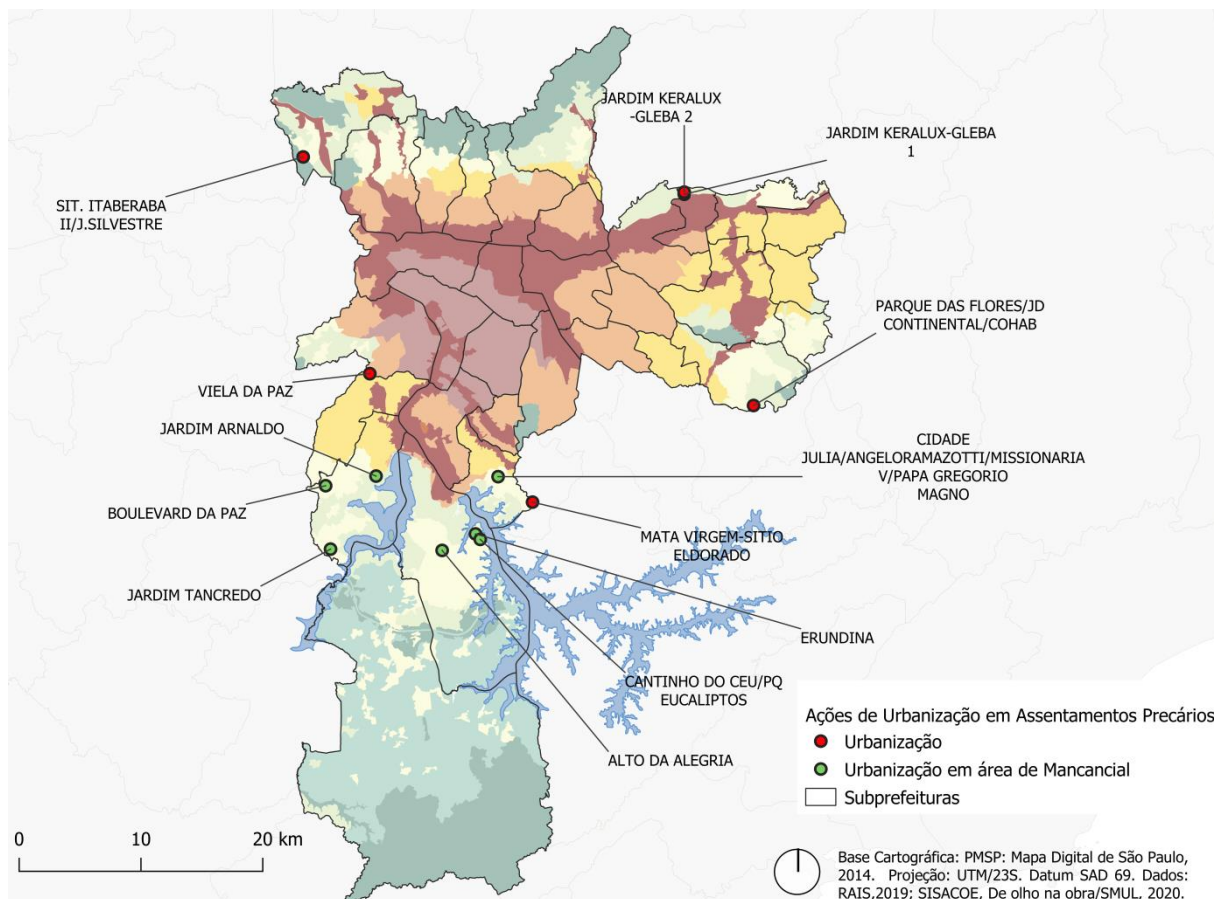 JARDIM KERALUX
-GLEBA 2
JARDIM KERALUX-GLEBA
1
SIT. ITABERABA
II/J.SILVESTRE
PARQUE DAS FLORES/JD
CONTINENTAL/COHAB
VIELA DA PAZ
JARDIM ARNALDO
CIDADE
JULIA/ANGELORAMAZOTTI/MISSIONARIA
V/PAPA GREGORIO
MAGNO
BOULEVARD DA PAZ
MATA VIRGEM-SITIO
ELDORADO
JARDIM TANCREDO
ERUNDINA
CANTINHO DO CEU/PQ
EUCALIPTOS
ALTO DA ALEGRIA
Ações de Urbanização em Assentamentos Precários
Urbanização
Urbanização em área de Mancancial
Subprefeituras
0 10 20 km
Base Cartográfica: PMSP: Mapa Digital de São Paulo,
2014. Projeção: UTM/23S. Datum SAD 69. Dados:
RAIS,2019; SISACOE, De olho na obra/SMUL, 2020.